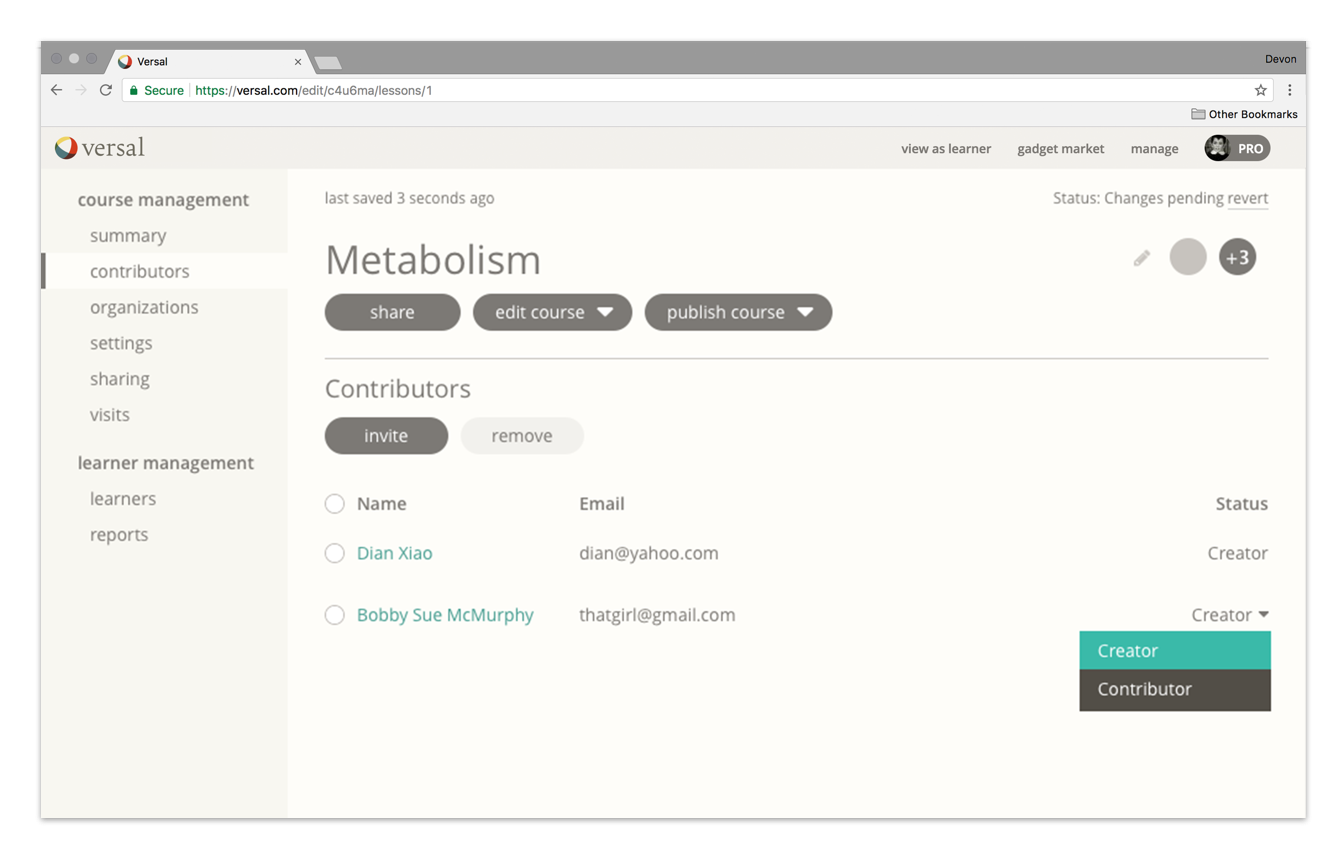 Versal
Devon
Secure https://versal.com/edit/c4u6ma/lessons/1
Other Bookmarks
versal
view as learner gadget market manage PRO
course management
summary
contributors
organizations
settings
sharing
visits
learner management
learners
reports
last saved 3 seconds ago
Status: Changes pending revert
Metabolism
+3
share edit course publish course
Contributors
invite remove
Name Email Status
Dian Xiao dian@yahoo.com Creator
Bobby Sue McMurphy thatgirl@gmail.com Creator
Creator
Contributor